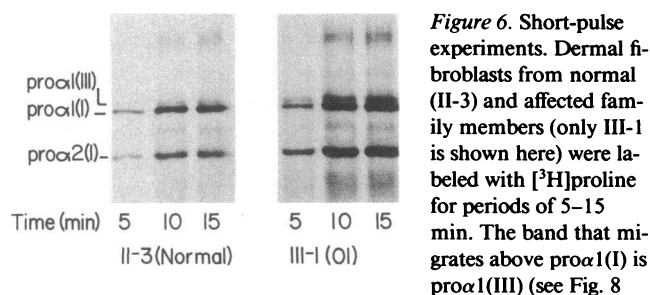 proα1(III)
proα1(I)
proα2(I)
Time (min) 5 10 15 5 10 15
II-3 (Normal) III-1 (OI)
Figure 6. Short-pulse
experiments. Dermal fi-
broblasts from normal
(II-3) and affected fam-
ily members (only III-1
is shown here) were la-
beled with [³H]proline
for periods of 5–15
min. The band that mi-
grates above proα1(I) is
proα1(III) (see Fig. 8